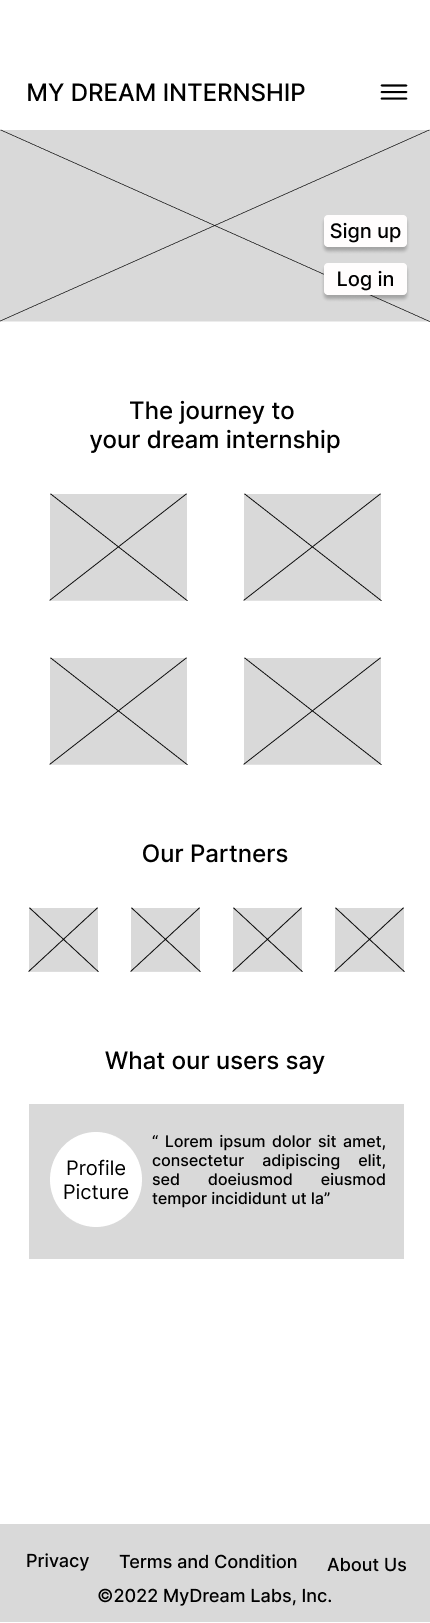 MY DREAM INTERNSHIP
Sign up
Log in
The journey to
your dream internship
Our Partners
What our users say
Profile
Picture
“ Lorem ipsum dolor sit amet,
consectetur adipiscing elit,
sed doeiusmod eiusmod
tempor incididunt ut la”
Privacy Terms and Condition About Us
©2022 MyDream Labs, Inc.